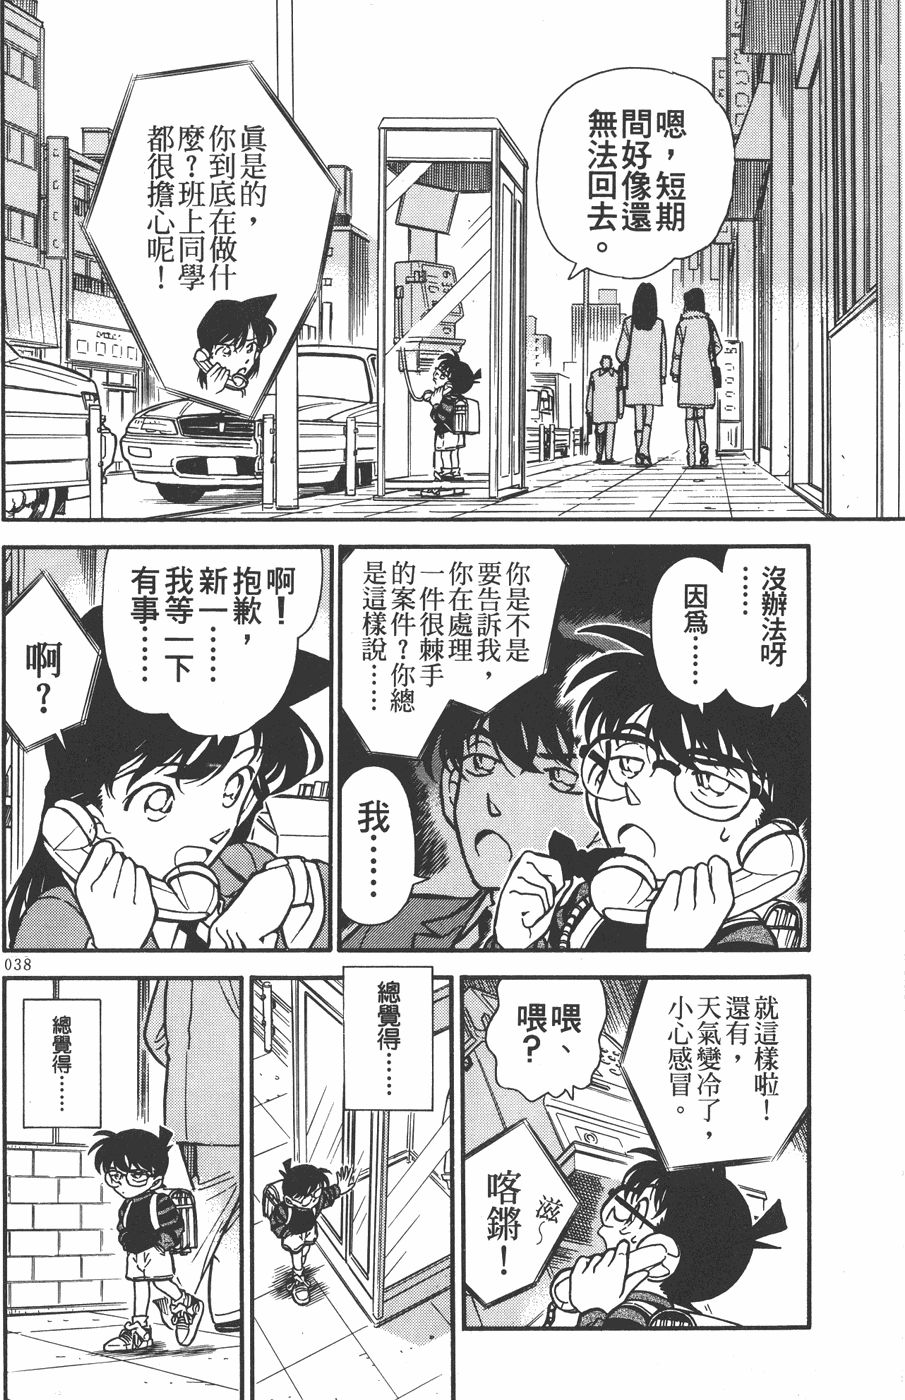 嗯，短期
間好像還
無法回去。
眞是的，
你到底在做什
麼？班上同學
都很擔心呢！
沒辦法呀
……
因爲……
你是不是
要告訴我，
你在處理
一件很棘手
的案件？你總
是這樣說……
我……
啊！
抱歉，
新一……
我等一下
有事……
啊？
038
就這樣啦！
還有，
天氣變冷了，
小心感冒。
喂、
喂？
滋～
喀鏘！
總覺得……
總覺得……